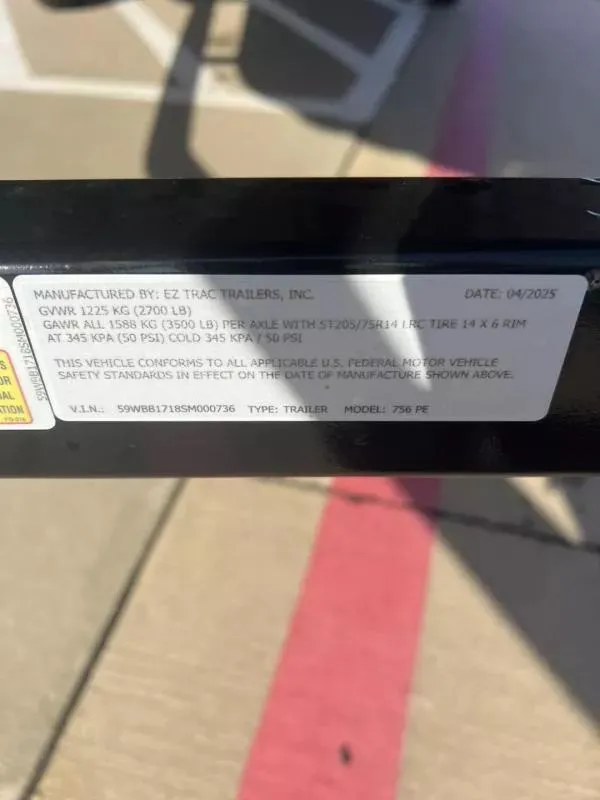 MANUFACTURED BY: EZ TRAC TRAILERS, INC. DATE: 04/2025
GVWR 1225 KG (2700 LB)
GAWR ALL 1588 KG (3500 LB) PER AXLE WITH ST205/75R14 LRC TIRE 14 X 6 RIM
AT 345 KPA (50 PSI) COLD 345 KPA / 50 PSI
THIS VEHICLE CONFORMS TO ALL APPLICABLE U.S. FEDERAL MOTOR VEHICLE
SAFETY STANDARDS IN EFFECT ON THE DATE OF MANUFACTURE SHOWN ABOVE.
V.I.N.: 59WBB1718SM000736 TYPE: TRAILER MODEL: 756 PE
59WBB1718SM000736
S
OR
AL
TION